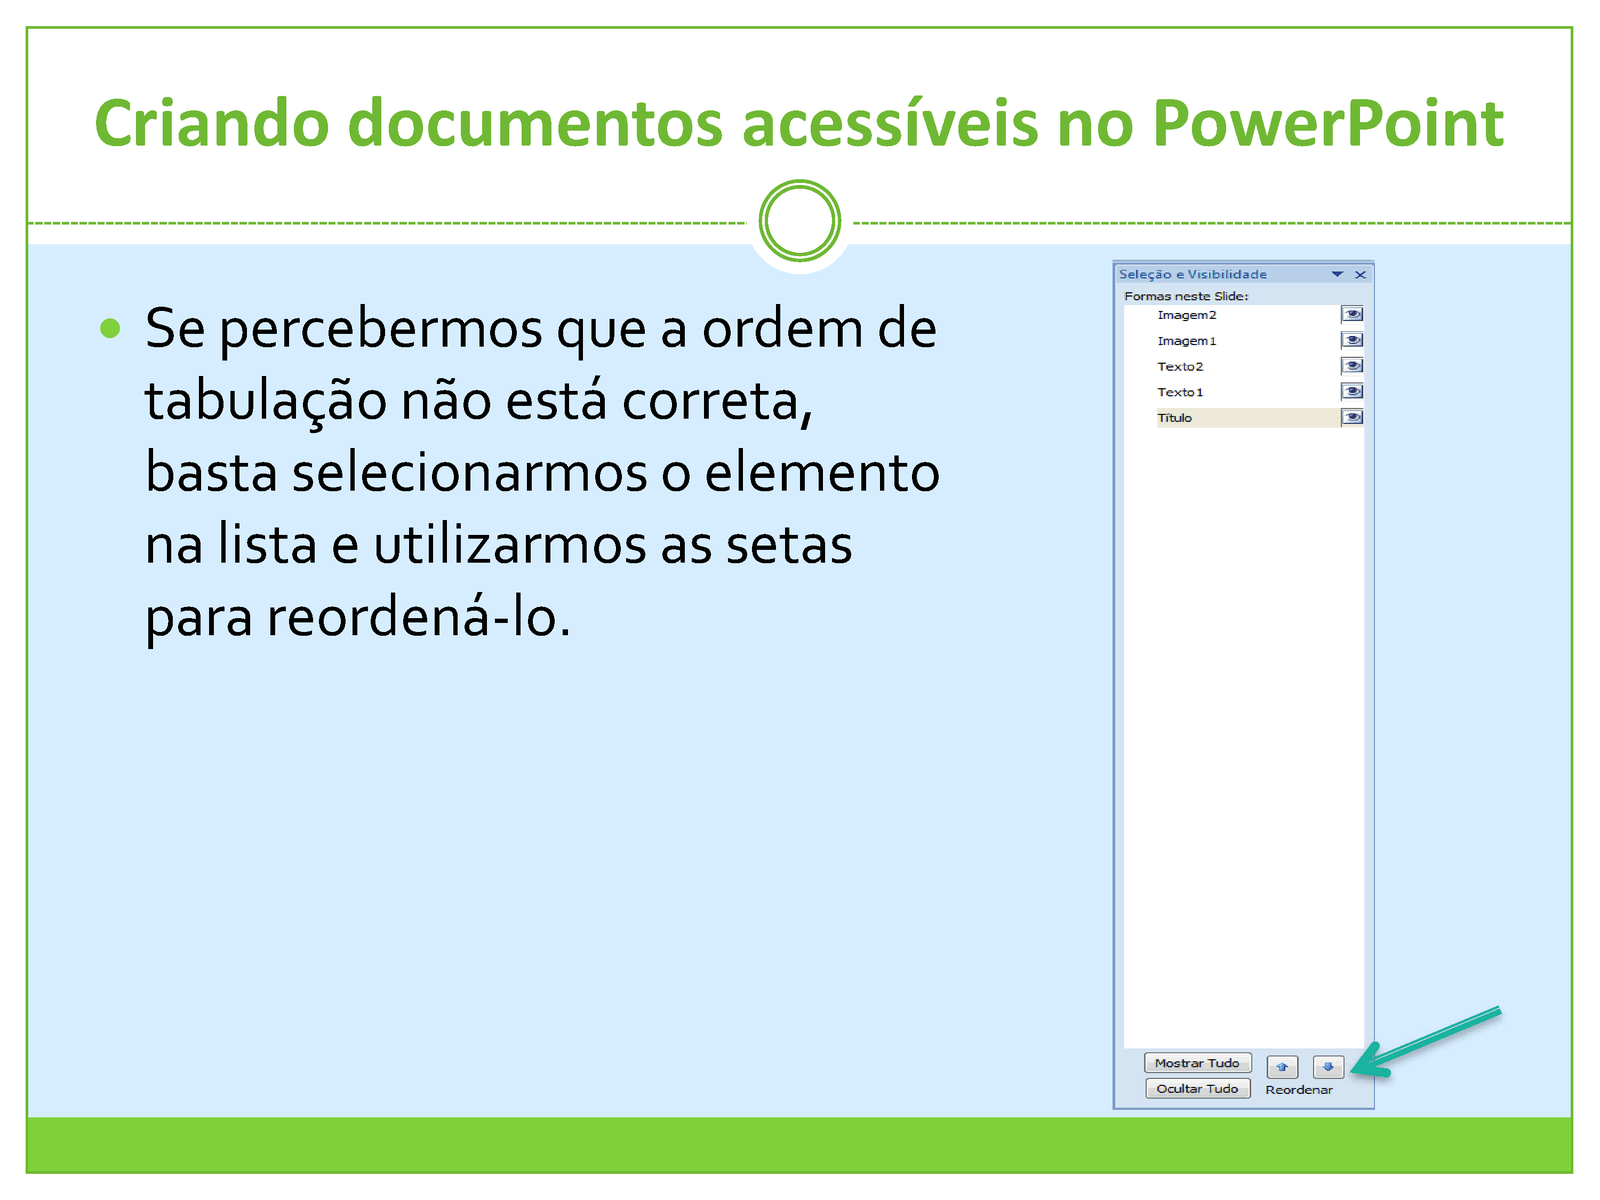 Criando documentos acessíveis no PowerPoint
• Se percebermos que a ordem de
tabulação não está correta,
basta selecionarmos o elemento
na lista e utilizarmos as setas
para reordená-lo.
Seleção e Visibilidade
Formas neste Slide:
Imagem2
Imagem1
Texto2
Texto1
Título
Mostrar Tudo
Ocultar Tudo
Reordenar